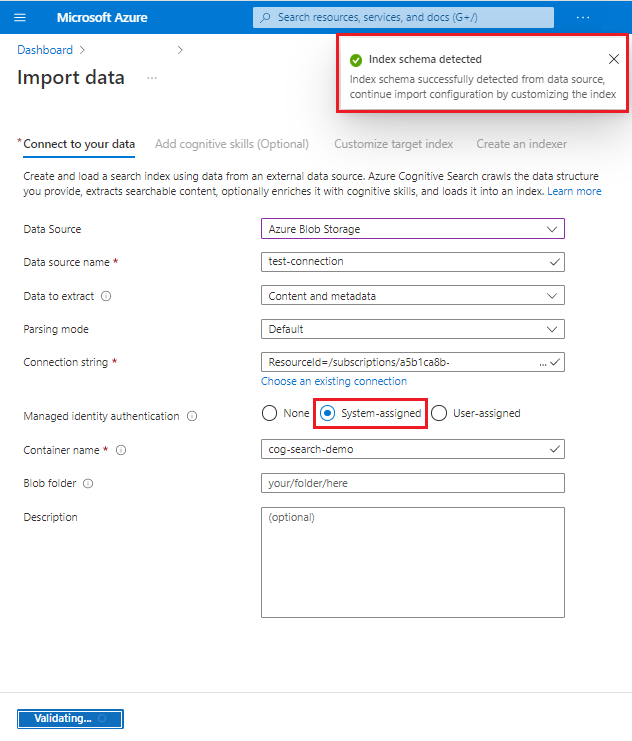 Microsoft Azure
Search resources, services, and docs (G+/)
...
Dashboard
Import data
...
Index schema detected
Index schema successfully detected from data source,
continue import configuration by customizing the index
* Connect to your data
Add cognitive skills (Optional)
Customize target index
Create an indexer
Create and load a search index using data from an external data source. Azure Cognitive Search crawls the data structure
you provide, extracts searchable content, optionally enriches it with cognitive skills, and loads it into an index. Learn more
Data Source
Azure Blob Storage
Data source name *
test-connection
Data to extract
Content and metadata
Parsing mode
Default
Connection string *
ResourceId=/subscriptions/a5b1ca8b- ...
Choose an existing connection
Managed identity authentication
None
System-assigned
User-assigned
Container name *
cog-search-demo
Blob folder
your/folder/here
Description
(optional)
Validating...